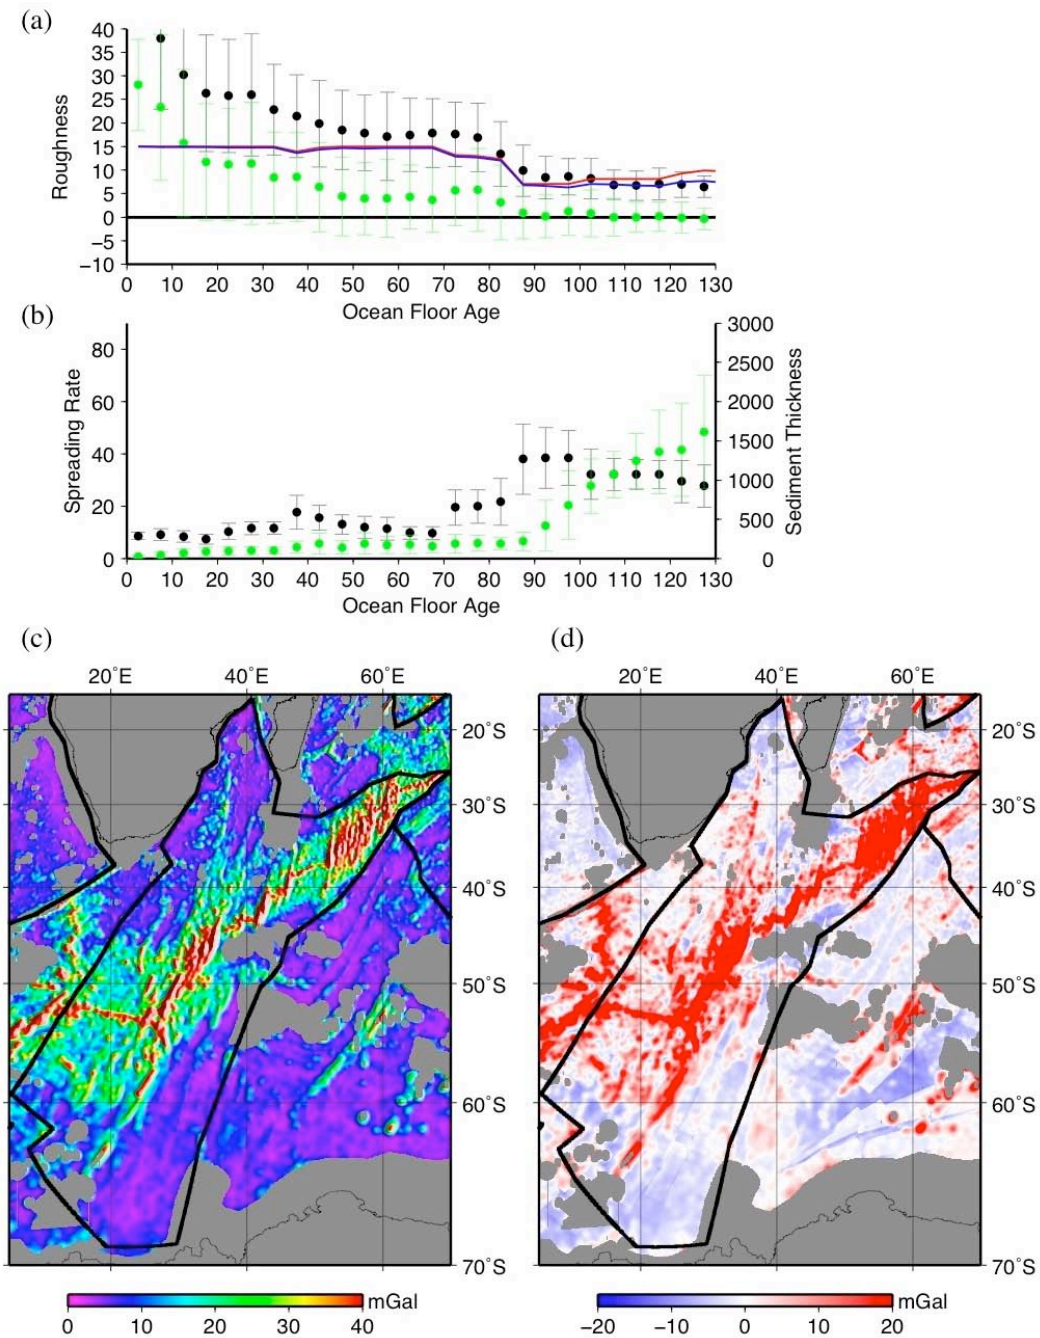 (a)
40
35
30
25
20
15
10
5
0
−5
−10
Roughness
0 10 20 30 40 50 60 70 80 90 100 110 120 130
Ocean Floor Age
(b)
80
60
40
20
0
Spreading Rate
3000
2500
2000
1500
1000
500
0
Sediment Thickness
0 10 20 30 40 50 60 70 80 90 100 110 120 130
Ocean Floor Age
(c)
20˚E 40˚E 60˚E
20˚S
30˚S
40˚S
50˚S
60˚S
70˚S
mGal
0 10 20 30 40
(d)
20˚E 40˚E 60˚E
20˚S
30˚S
40˚S
50˚S
60˚S
70˚S
mGal
−20 −10 0 10 20